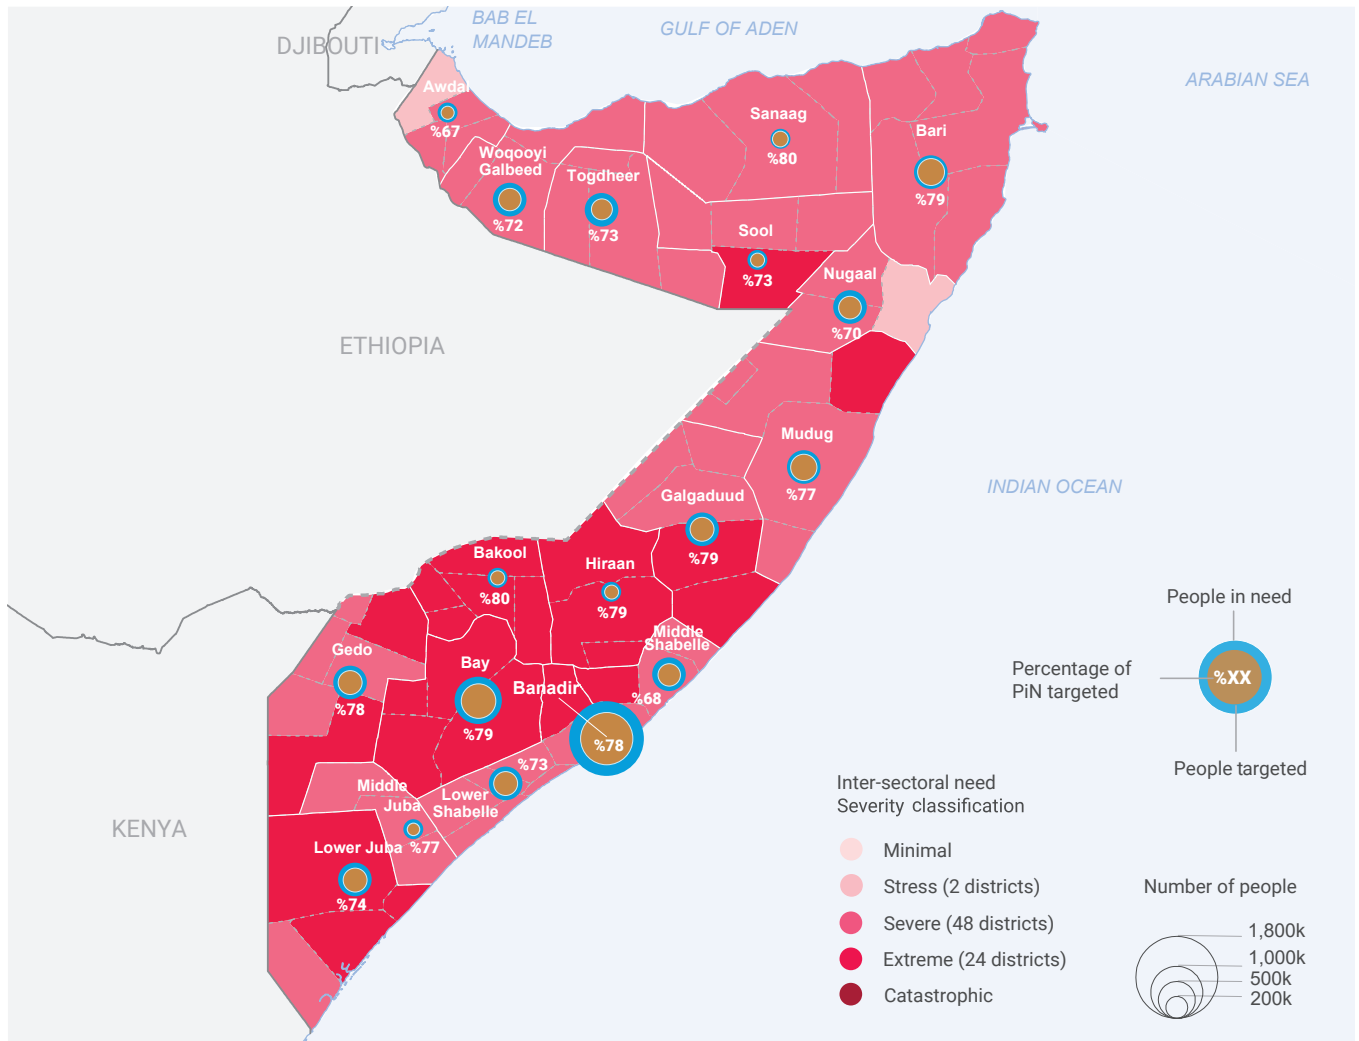 BAB EL
MANDEB
GULF OF ADEN
ARABIAN SEA
DJIBOUTI
Awdal
%67
Sanaag
%80
Bari
%79
Woqooyi
Galbeed
%72
Togdheer
%73
Sool
%73
Nugaal
%70
ETHIOPIA
Mudug
%77
INDIAN OCEAN
Galgaduud
%79
Bakool
%80
Hiraan
%79
Middle
Shabelle
%68
Gedo
%78
Bay
%79
Banadir
%78
%73
Lower
Shabelle
Middle
Juba
%77
KENYA
Lower Juba
%74
People in need
Percentage of
PiN targeted
%XX
People targeted
Inter-sectoral need
Severity classification
Minimal
Stress (2 districts)
Severe (48 districts)
Extreme (24 districts)
Catastrophic
Number of people
1,800k
1,000k
500k
200k